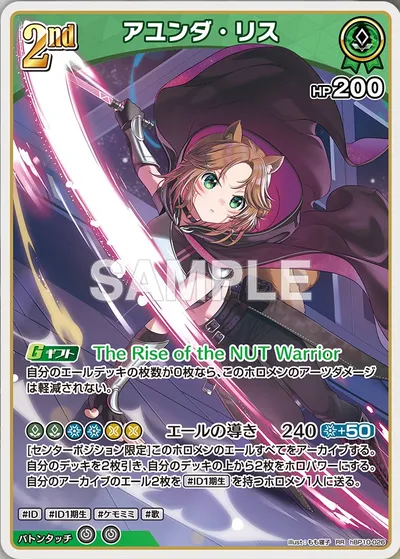 2nd
アユンダ・リス
HP200
SAMPLE
Gギフト The Rise of the NUT Warrior
自分のエールデッキの枚数が0枚なら、このホロメンのアーツダメージ
は軽減されない。
エールの導き 240 +50
[センターポジション限定]このホロメンのエールすべてをアーカイブする。
自分のデッキを2枚引き、自分のデッキの上から2枚をホロパワーにする。
自分のアーカイブのエール2枚を #ID1期生 を持つホロメン1人に送る。
#ID #ID1期生 #ケモミミ #歌
バトンタッチ
illust:もも寝子 RR hBP10-026